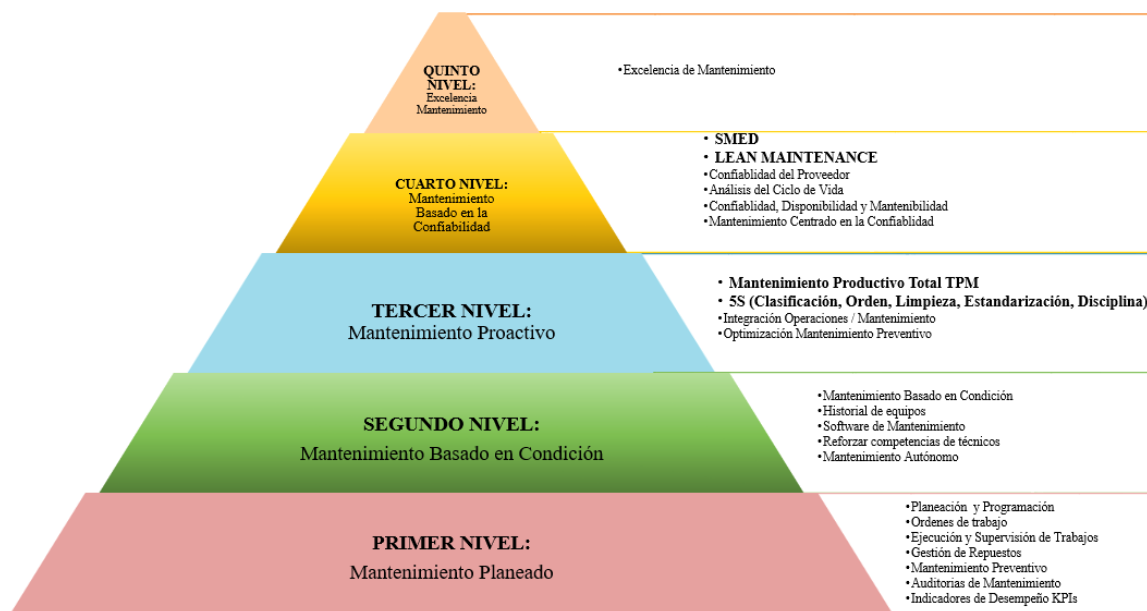 QUINTO
NIVEL:
Excelencia
Mantenimiento
•Excelencia de Mantenimiento
CUARTO NIVEL:
Mantenimiento
Basado en la
Confiabilidad
• SMED
• LEAN MAINTENANCE
•Confiablidad del Proveedor
•Análisis del Ciclo de Vida
•Confiablidad, Disponibilidad y Mantenibilidad
•Mantenimiento Centrado en la Confiablidad
TERCER NIVEL:
Mantenimiento Proactivo
• Mantenimiento Productivo Total TPM
• 5S (Clasificación, Orden, Limpieza, Estandarización, Disciplina)
•Integración Operaciones / Mantenimiento
•Optimización Mantenimiento Preventivo
SEGUNDO NIVEL:
Mantenimiento Basado en Condición
•Mantenimiento Basado en Condición
•Historial de equipos
•Software de Mantenimiento
•Reforzar competencias de técnicos
•Mantenimiento Autónomo
PRIMER NIVEL:
Mantenimiento Planeado
•Planeación y Programación
•Ordenes de trabajo
•Ejecución y Supervisión de Trabajos
•Gestión de Repuestos
•Mantenimiento Preventivo
•Auditorias de Mantenimiento
•Indicadores de Desempeño KPIs